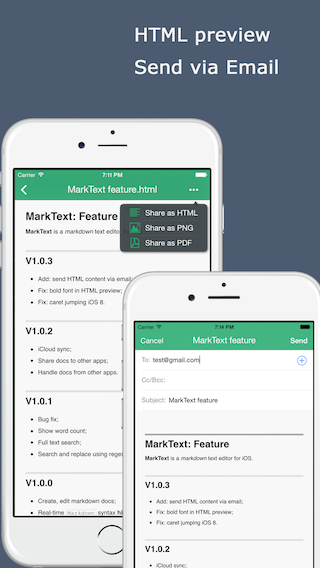 HTML preview
Send via Email
Carrier 7:11 PM
MarkText feature.html
Share as HTML
Share as PNG
Share as PDF
MarkText: Feature
MarkText is a markdown text editor
V1.0.3
Add: send HTML content via email;
Fix: bold font in HTML preview;
Fix: caret jumping iOS 8.
V1.0.2
iCloud sync;
Share docs to other apps;
Handle docs from other apps.
V1.0.1
Bug fix;
Show word count;
Full text search;
Search and replace using rege
V1.0.0
Create, edit markdown docs;
Real-time Markdown syntax hi
Carrier 7:14 PM
Cancel MarkText feature Send
To: test@gmail.com
Cc/Bcc:
Subject: MarkText feature
MarkText: Feature
MarkText is a markdown text editor for iOS.
V1.0.3
Add: send HTML content via email;
Fix: bold font in HTML preview;
Fix: caret jumping iOS 8.
V1.0.2
iCloud sync;